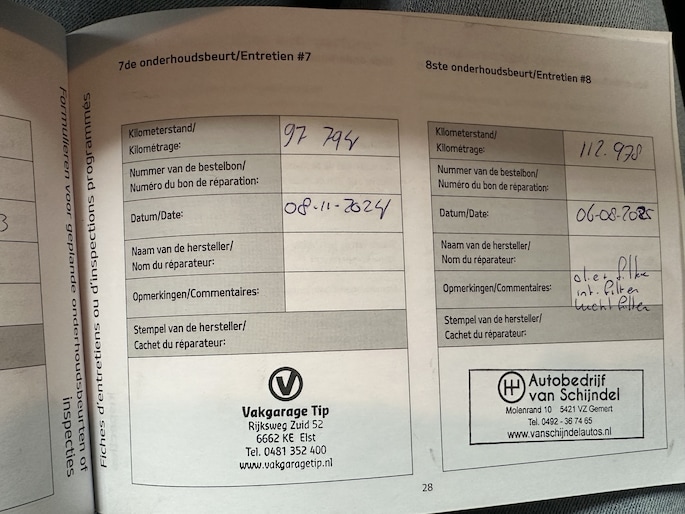 Formulieren voor geplande onderhoudsbeurten of
inspecties
Fiches d'entretiens ou d'inspections programmés
7de onderhoudsbeurt/Entretien #7
Kilometerstand/
Kilométrage:
97 794
Nummer van de bestelbon/
Numéro du bon de réparation:
Datum/Date:
08-11-2024
Naam van de hersteller/
Nom du réparateur:
Opmerkingen/Commentaires:
Stempel van de hersteller/
Cachet du réparateur:
Vakgarage Tip
Rijksweg Zuid 52
6662 KE Elst
Tel. 0481 352 400
www.vakgaragetip.nl
8ste onderhoudsbeurt/Entretien #8
Kilometerstand/
Kilométrage:
112.978
Nummer van de bestelbon/
Numéro du bon de réparation:
Datum/Date:
06-08-2025
Naam van de hersteller/
Nom du réparateur:
Opmerkingen/Commentaires:
int. filter
luchtfilter
Stempel van de hersteller/
Cachet du réparateur:
Autobedrijf
van Schijndel
Molenrand 10 5421 VZ Gemert
Tel. 0492 - 36 74 65
www.vanschijndelautos.nl
28
3